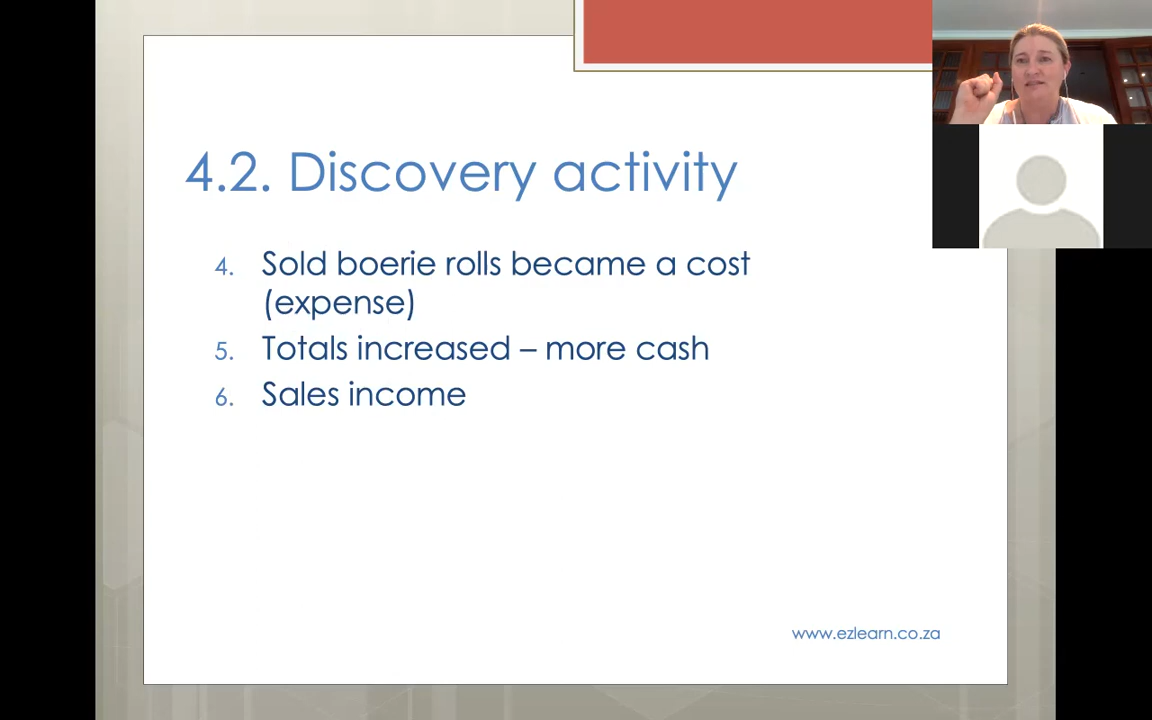 4.2. Discovery activity
4. Sold boerie rolls became a cost
(expense)
5. Totals increased – more cash
6. Sales income
www.ezlearn.co.za